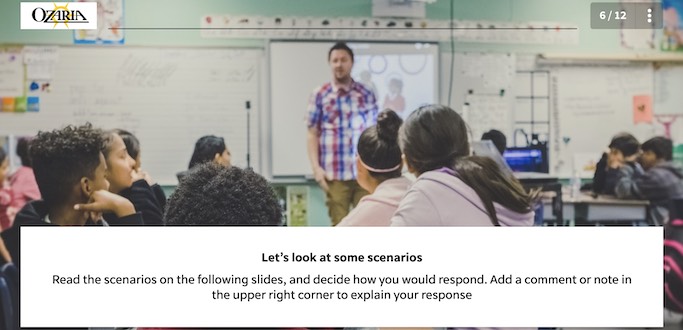 OZARIA
6 / 12
Let's look at some scenarios
Read the scenarios on the following slides, and decide how you would respond. Add a comment or note in
the upper right corner to explain your response